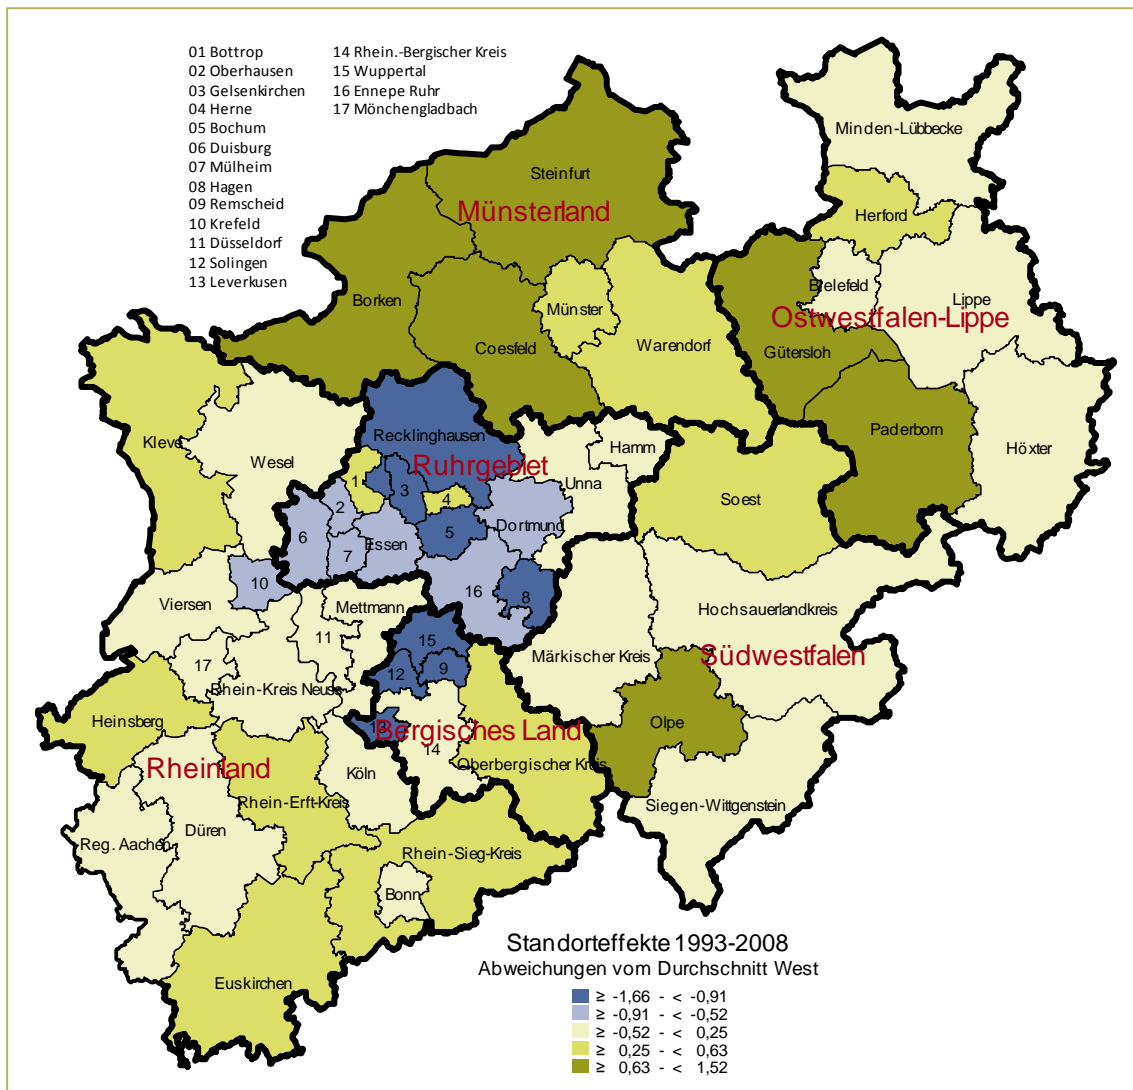 01 Bottrop
02 Oberhausen
03 Gelsenkirchen
04 Herne
05 Bochum
06 Duisburg
07 Mülheim
08 Hagen
09 Remscheid
10 Krefeld
11 Düsseldorf
12 Solingen
13 Leverkusen
14 Rhein.-Bergischer Kreis
15 Wuppertal
16 Ennepe Ruhr
17 Mönchengladbach
Minden-Lübbecke
Steinfurt
Münsterland
Herford
Borken
Münster
Bielefeld
Lippe
Ostwestfalen-Lippe
Coesfeld
Warendorf
Gütersloh
Kleve
Wesel
Recklinghausen
Ruhrgebiet
Hamm
Unna
Paderborn
Höxter
1
2
3
4
5
6
7
Essen
Dortmund
Soest
10
16
8
Viersen
Mettmann
11
15
Hochsauerlandkreis
17
Rhein-Kreis Neuss
12
9
Märkischer Kreis
Südwestfalen
Heinsberg
13
Bergisches Land
14
Olpe
Rheinland
Köln
Oberbergischer Kreis
Rhein-Erft-Kreis
Siegen-Wittgenstein
Düren
Reg. Aachen
Rhein-Sieg-Kreis
Bonn
Euskirchen
Standorteffekte 1993-2008
Abweichungen vom Durchschnitt West
≥ -1,66 - < -0,91
≥ -0,91 - < -0,52
≥ -0,52 - < 0,25
≥ 0,25 - < 0,63
≥ 0,63 - < 1,52